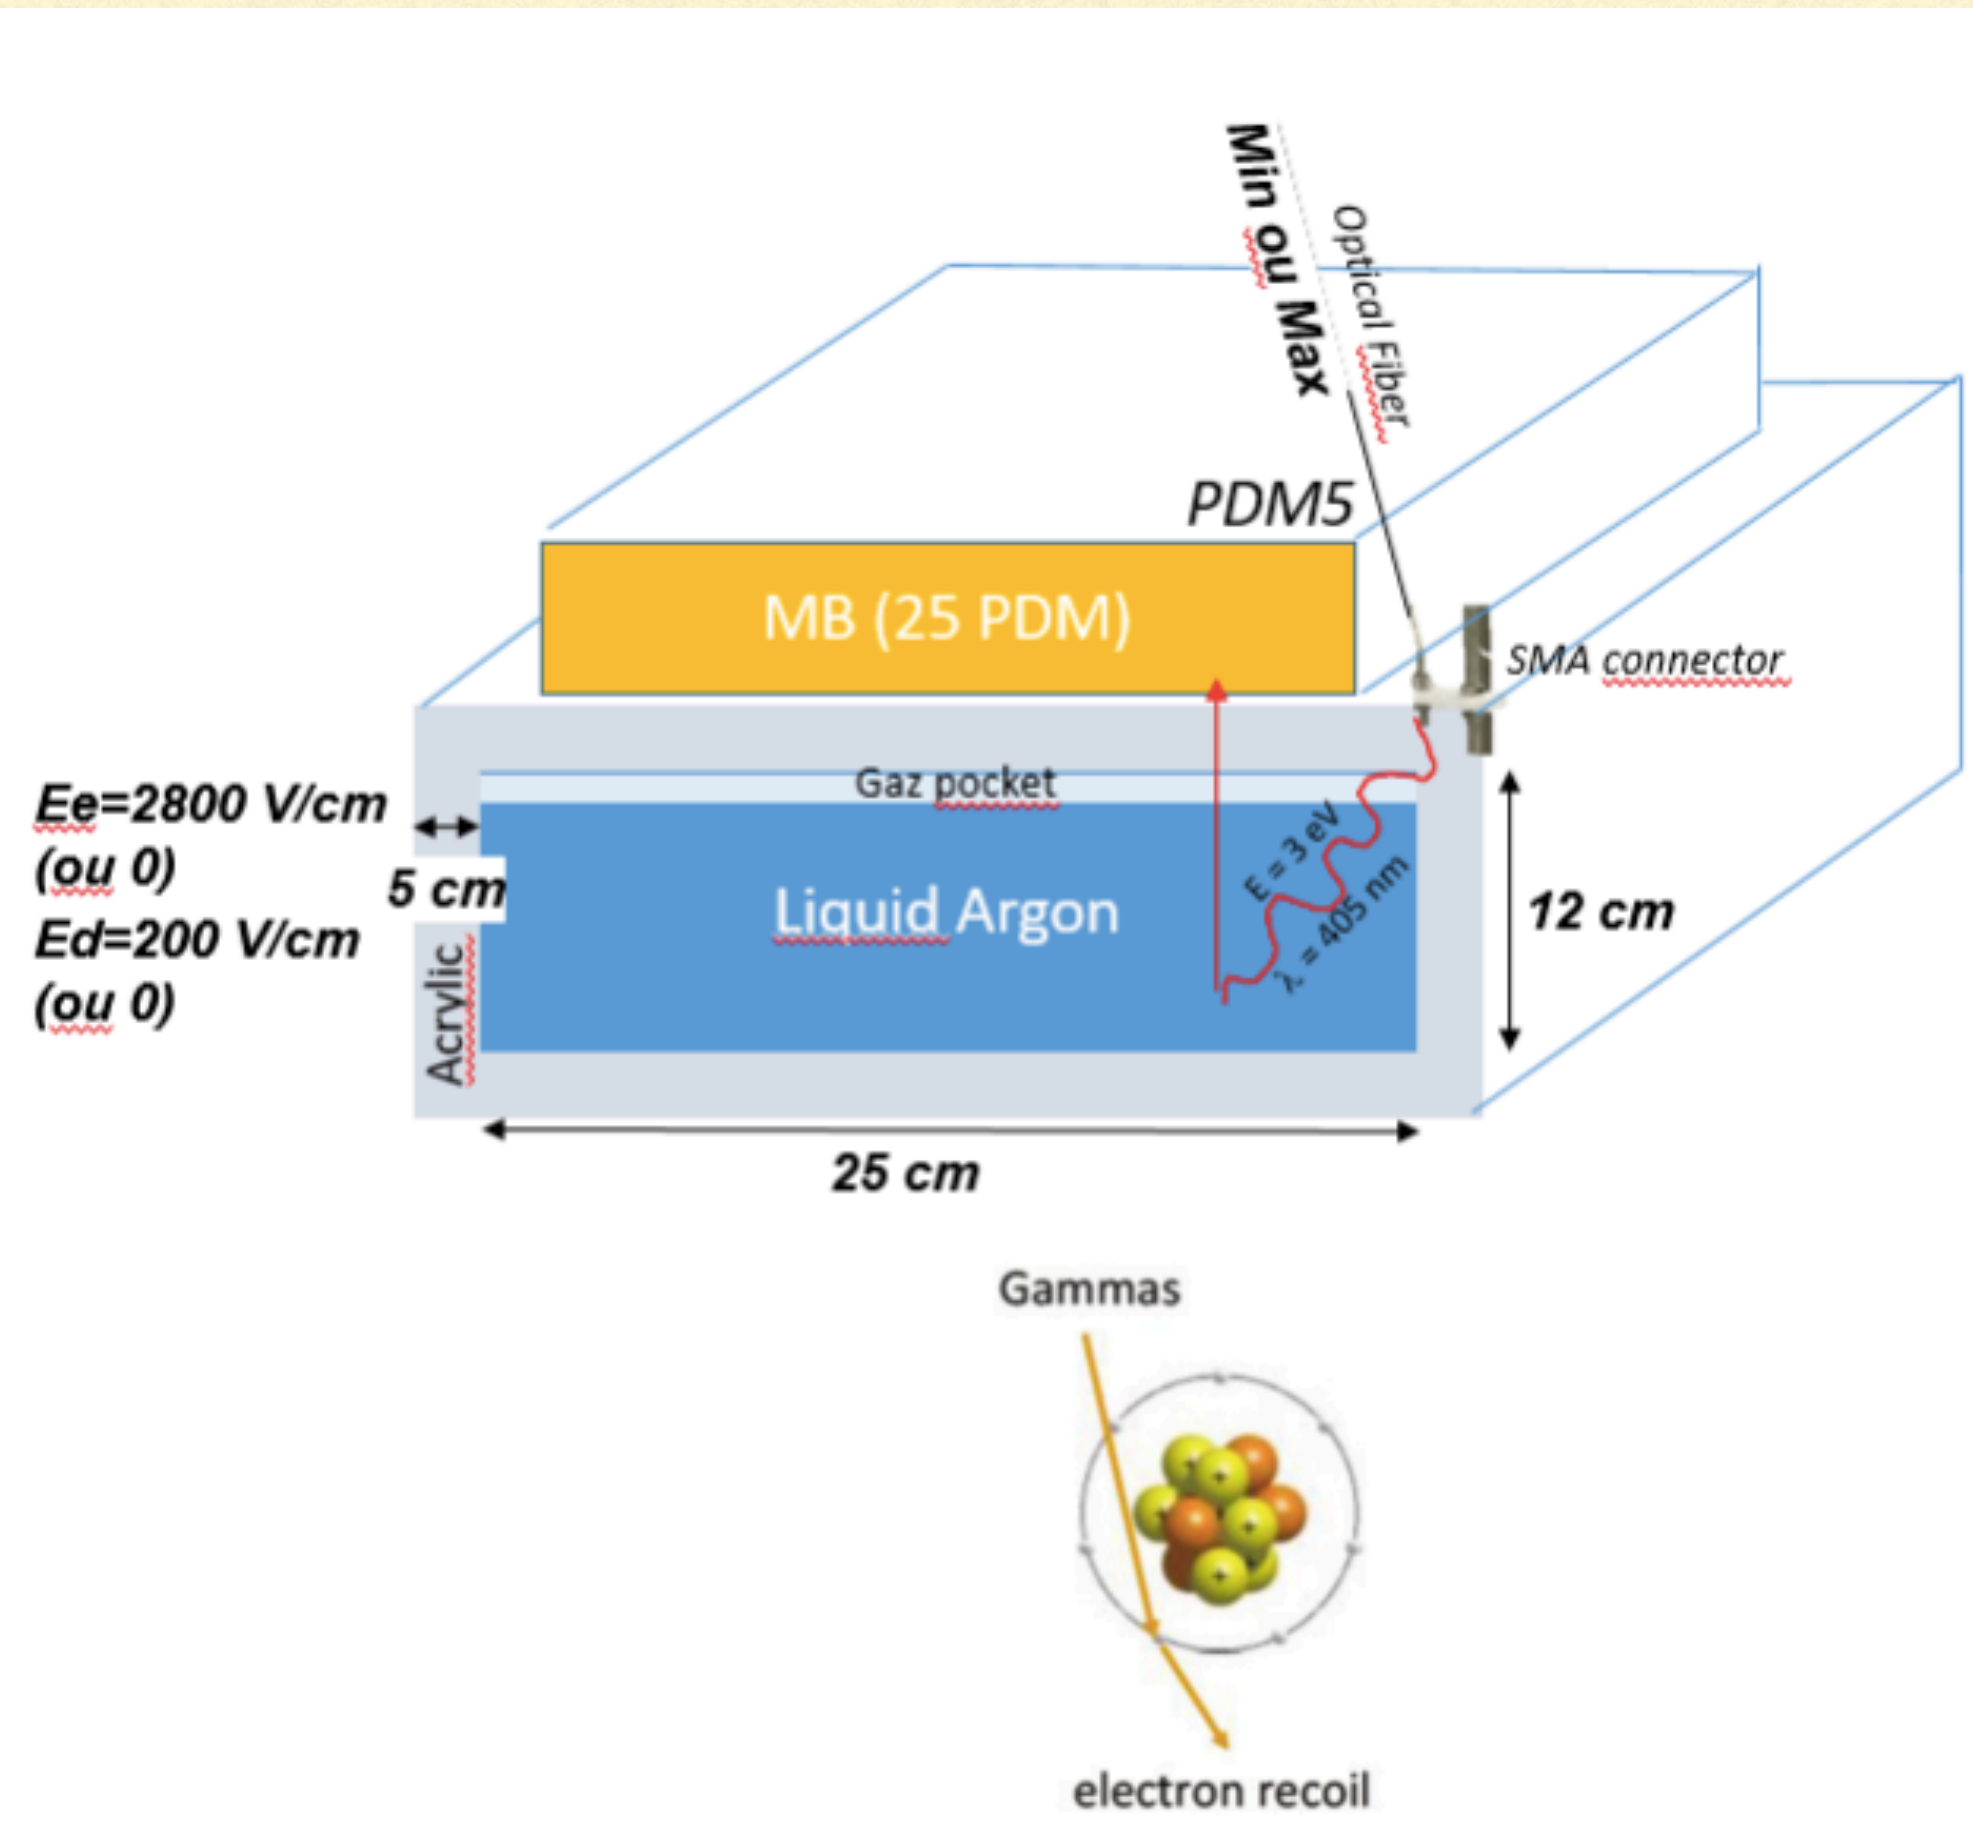 Min ou Max
Optical Fiber
PDM5
MB (25 PDM)
SMA connector
Gaz pocket
Ee=2800 V/cm
(ou 0)
Ed=200 V/cm
(ou 0)
5 cm
Acrylic
Liquid Argon
E = 3 eV
λ = 405 nm
12 cm
25 cm
Gammas
electron recoil